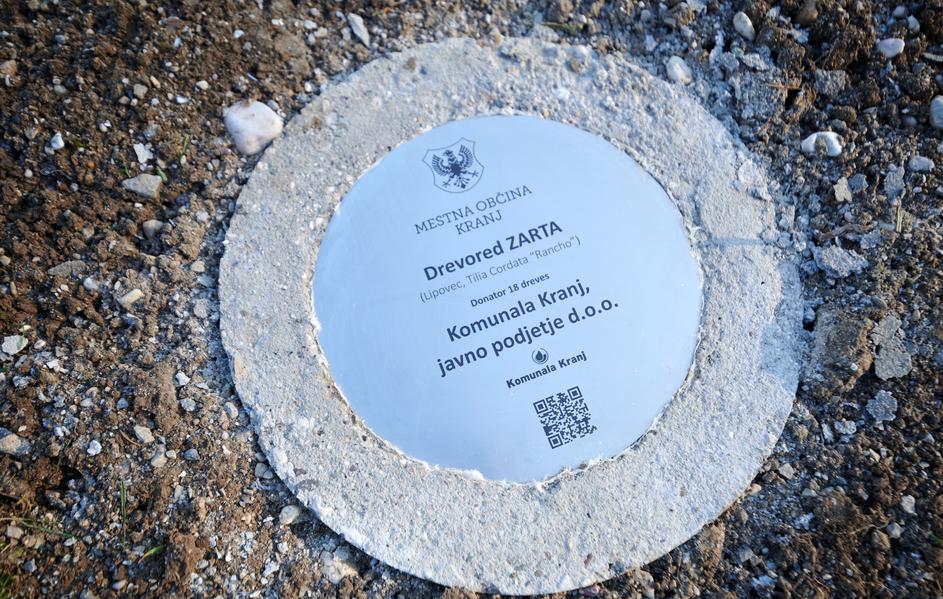 MESTNA OBČINA
KRANJ
Drevored ZARTA
(Lipovec, Tilia Cordata "Rancho")
Donator 18 dreves
Komunala Kranj,
javno podjetje d.o.o.
Komunala Kranj